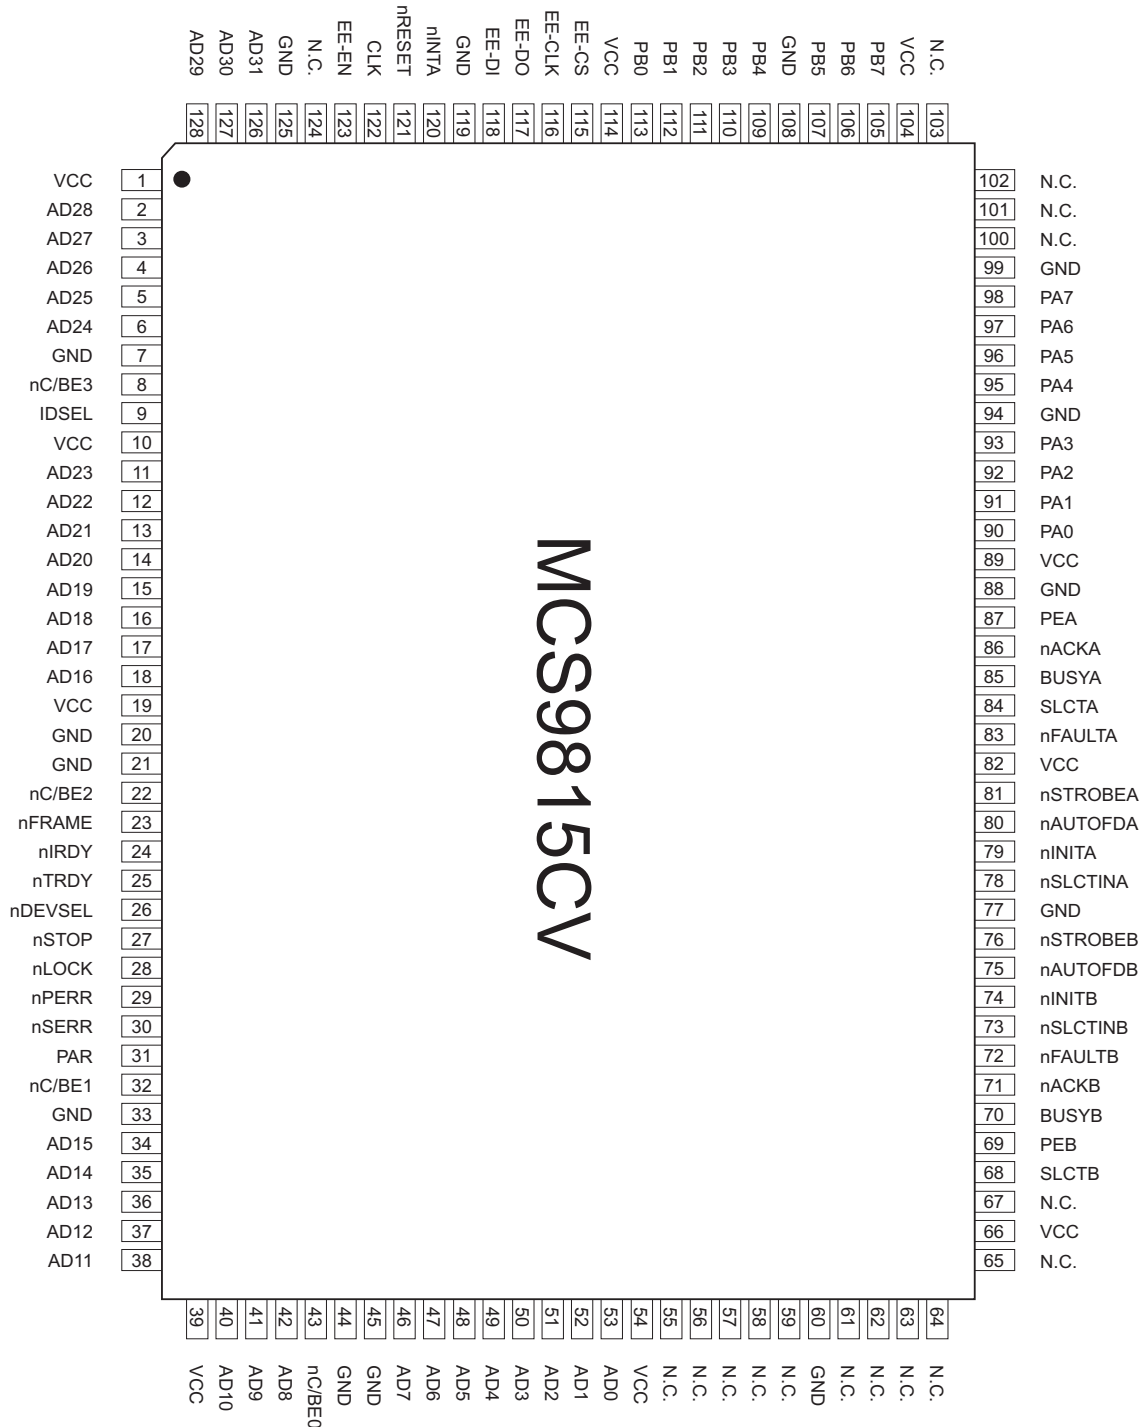 AD29 AD30 AD31 GND N.C. EE-EN CLK nRESET nINTA GND EE-DI EE-DO EE-CLK EE-CS VCC PB0 PB1 PB2 PB3 PB4 GND PB5 PB6 PB7 VCC N.C.
128 127 126 125 124 123 122 121 120 119 118 117 116 115 114 113 112 111 110 109 108 107 106 105 104 103
VCC 1 102 N.C.
AD28 2 101 N.C.
AD27 3 100 N.C.
AD26 4 99 GND
AD25 5 98 PA7
AD24 6 97 PA6
GND 7 96 PA5
nC/BE3 8 95 PA4
IDSEL 9 94 GND
VCC 10 93 PA3
AD23 11 92 PA2
AD22 12 91 PA1
AD21 13 90 PA0
AD20 14 89 VCC
AD19 15 88 GND
AD18 16 87 PEA
AD17 17 86 nACKA
AD16 18 85 BUSYA
VCC 19 84 SLCTA
GND 20 83 nFAULTA
GND 21 82 VCC
nC/BE2 22 81 nSTROBEA
nFRAME 23 80 nAUTOFDA
nIRDY 24 79 nINITA
nTRDY 25 78 nSLCTINA
nDEVSEL 26 77 GND
nSTOP 27 76 nSTROBEB
nLOCK 28 75 nAUTOFDB
nPERR 29 74 nINITB
nSERR 30 73 nSLCTINB
PAR 31 72 nFAULTB
nC/BE1 32 71 nACKB
GND 33 70 BUSYB
AD15 34 69 PEB
AD14 35 68 SLCTB
AD13 36 67 N.C.
AD12 37 66 VCC
AD11 38 65 N.C.
MCS9815CV
39 40 41 42 43 44 45 46 47 48 49 50 51 52 53 54 55 56 57 58 59 60 61 62 63 64
VCC AD10 AD9 AD8 nC/BE0 GND GND AD7 AD6 AD5 AD4 AD3 AD2 AD1 AD0 VCC N.C. N.C. N.C. N.C. N.C. GND N.C. N.C. N.C. N.C.